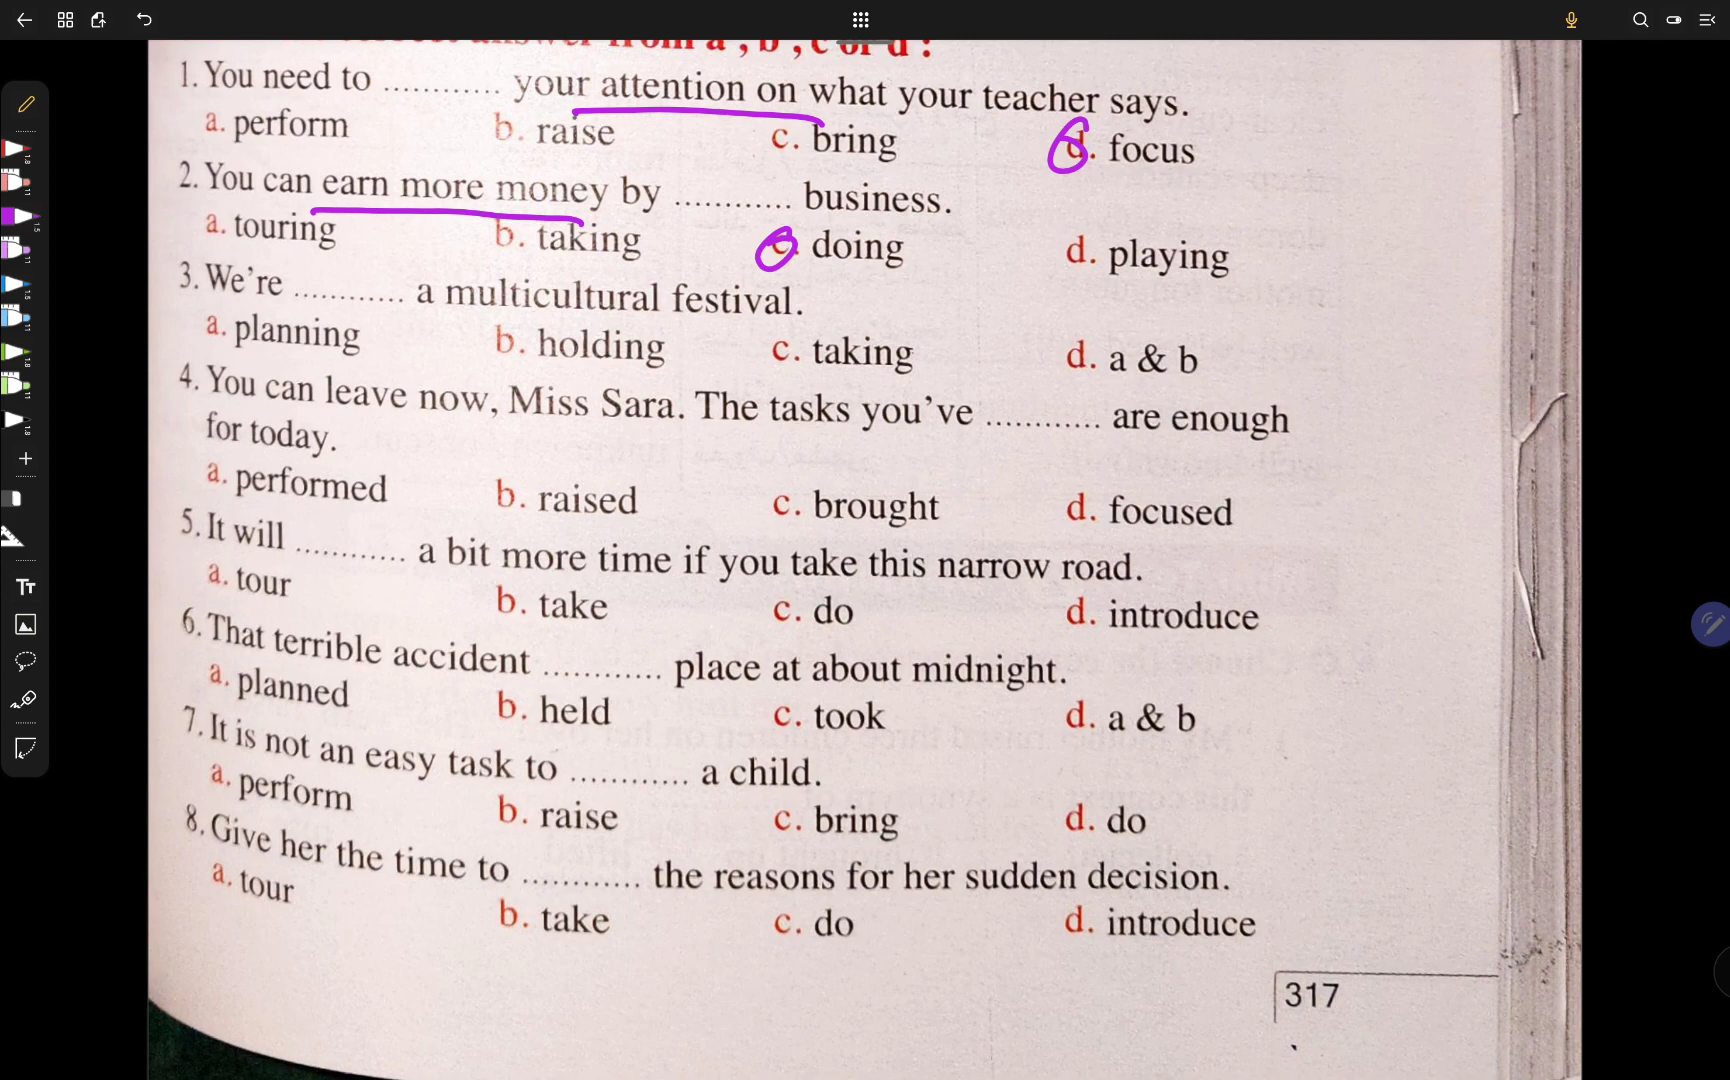 correct answer from a , b , c or d :
1. You need to ............ your attention on what your teacher says.
a. perform b. raise c. bring d. focus
2. You can earn more money by ............ business.
a. touring b. taking c. doing d. playing
3. We're ............ a multicultural festival.
a. planning b. holding c. taking d. a & b
4. You can leave now, Miss Sara. The tasks you've ............ are enough
for today.
a. performed b. raised c. brought d. focused
5. It will ............ a bit more time if you take this narrow road.
a. tour b. take c. do d. introduce
6. That terrible accident ............ place at about midnight.
a. planned b. held c. took d. a & b
7. It is not an easy task to ............ a child.
a. perform b. raise c. bring d. do
8. Give her the time to ............ the reasons for her sudden decision.
a. tour b. take c. do d. introduce
317
TT